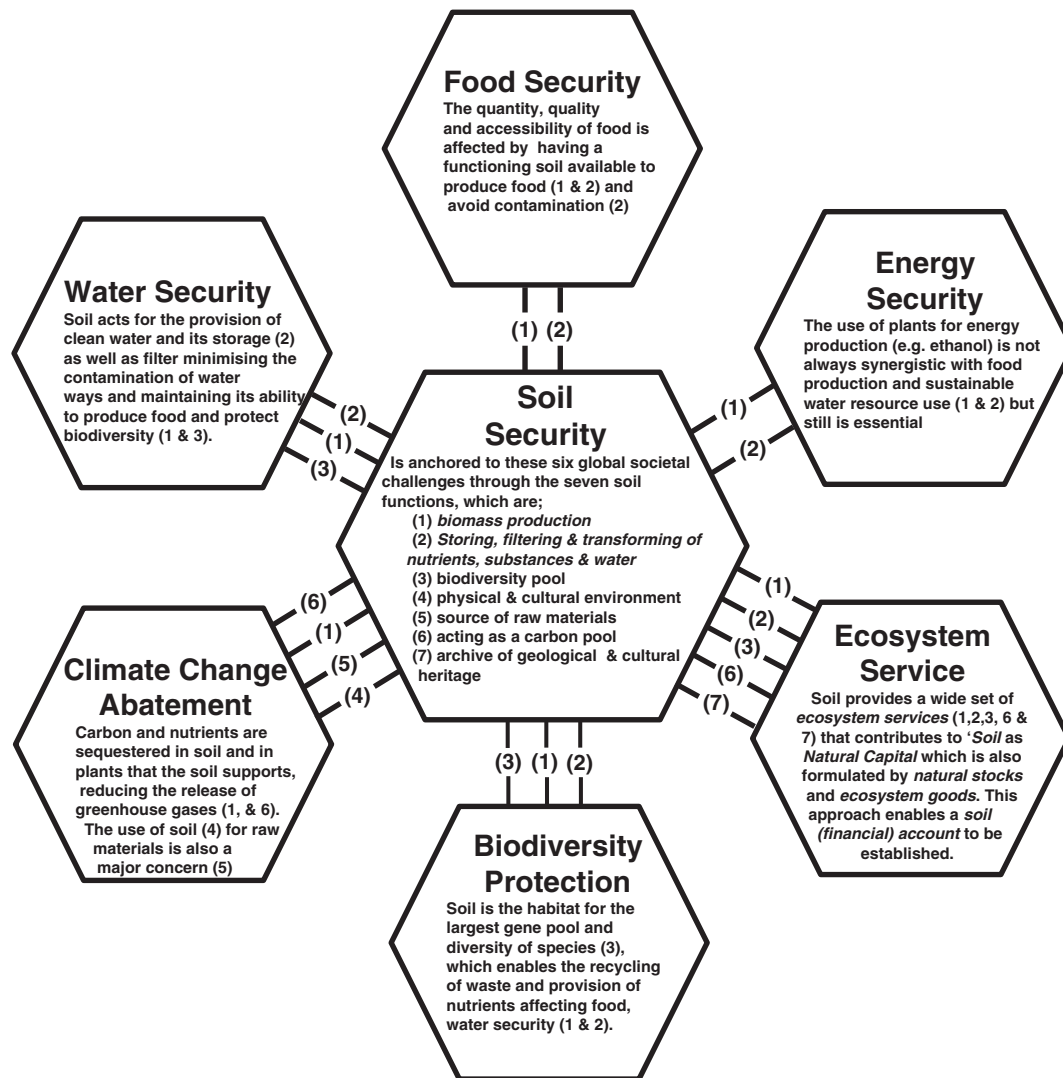 Food Security
The quantity, quality
and accessibility of food is
affected by having a
functioning soil available to
produce food (1 & 2) and
avoid contamination (2)
Water Security
Soil acts for the provision of
clean water and its storage (2)
as well as filter minimising the
contamination of water
ways and maintaining its ability
to produce food and protect
biodiversity (1 & 3).
Energy
Security
The use of plants for energy
production (e.g. ethanol) is not
always synergistic with food
production and sustainable
water resource use (1 & 2) but
still is essential
(1) (2)
(2)
(1)
(3)
(1)
(2)
Soil
Security
Is anchored to these six global societal
challenges through the seven soil
functions, which are;
(1) biomass production
(2) Storing, filtering & transforming of
nutrients, substances & water
(3) biodiversity pool
(4) physical & cultural environment
(5) source of raw materials
(6) acting as a carbon pool
(7) archive of geological & cultural
heritage
(6)
(1)
(5)
(4)
(1)
(2)
(3)
(6)
(7)
Climate Change
Abatement
Carbon and nutrients are
sequestered in soil and in
plants that the soil supports,
reducing the release of
greenhouse gases (1, & 6).
The use of soil (4) for raw
materials is also a
major concern (5)
Ecosystem
Service
Soil provides a wide set of
ecosystem services (1,2,3, 6 &
7) that contributes to ‘Soil as
Natural Capital which is also
formulated by natural stocks
and ecosystem goods. This
approach enables a soil
(financial) account to be
established.
(3) (1) (2)
Biodiversity
Protection
Soil is the habitat for the
largest gene pool and
diversity of species (3),
which enables the recycling
of waste and provision of
nutrients affecting food,
water security (1 & 2).